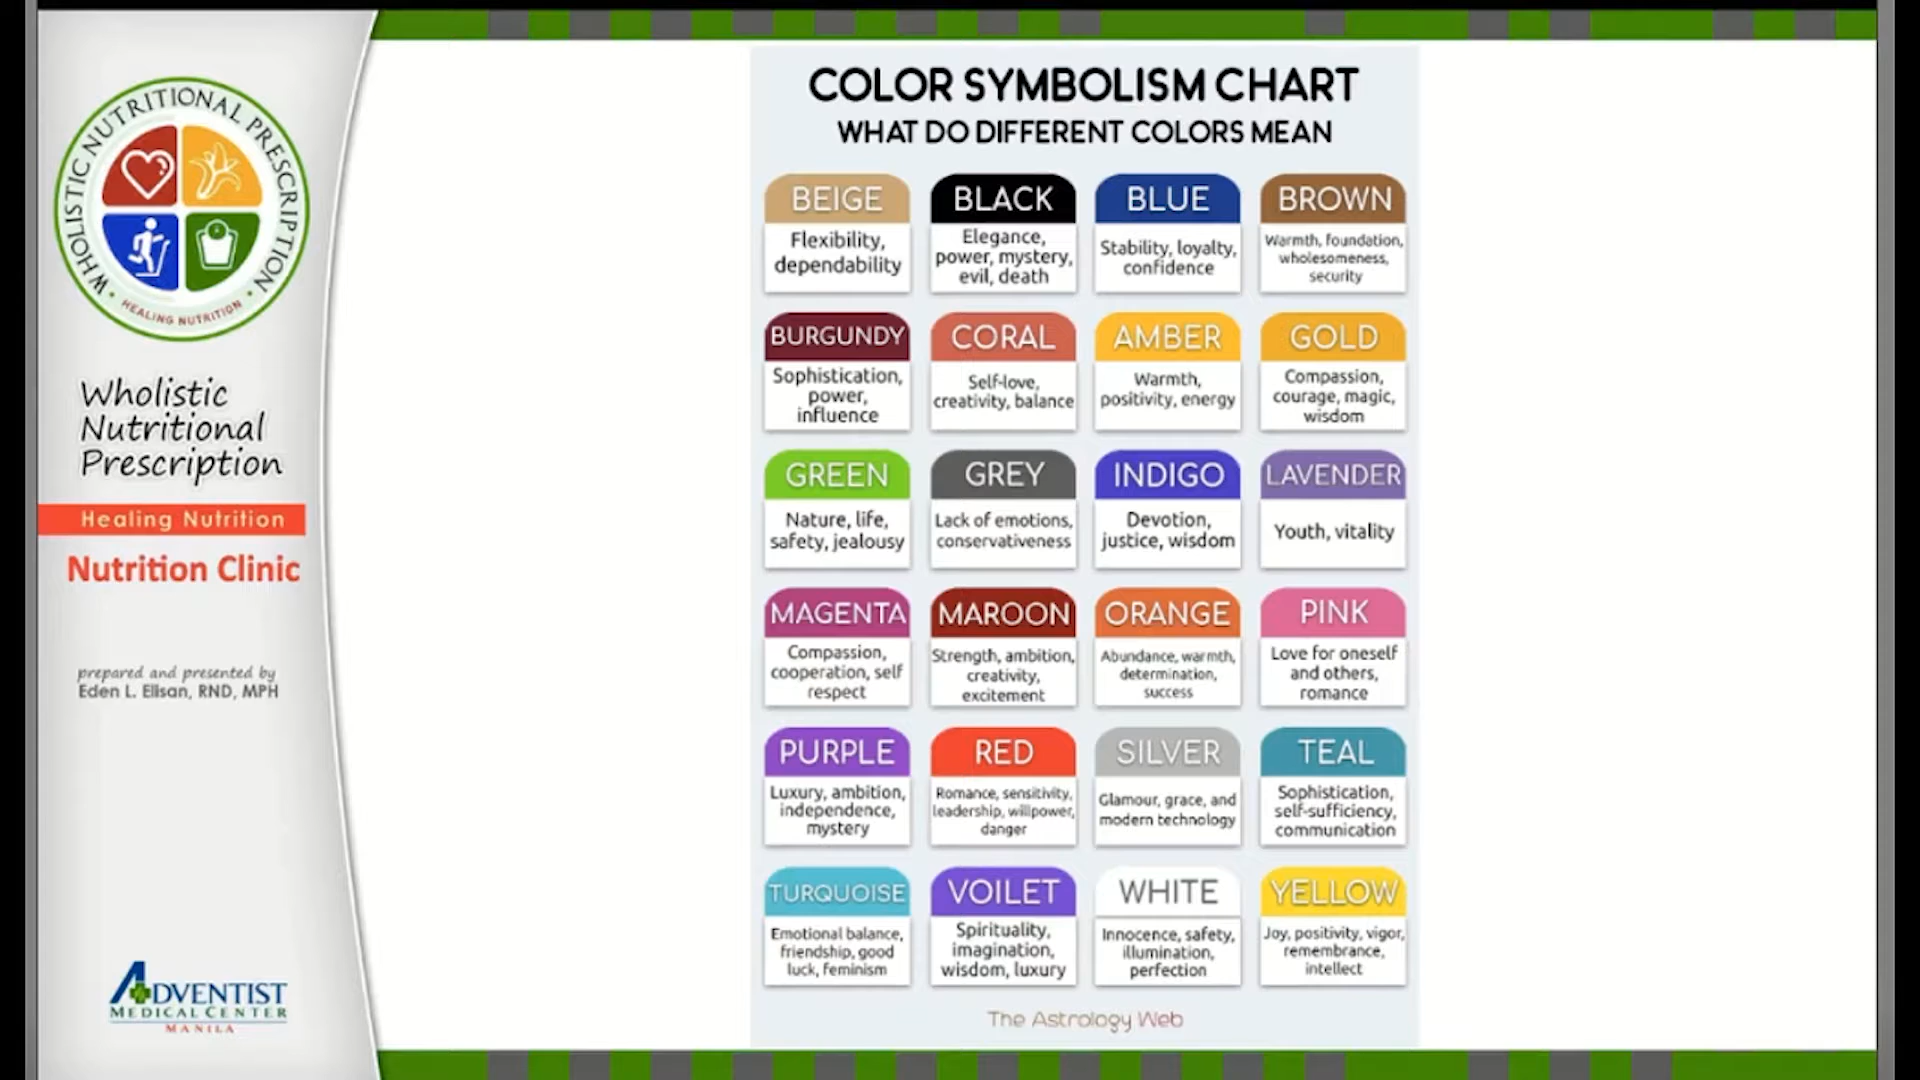 WHOLISTIC NUTRITIONAL PRESCRIPTION
HEALING NUTRITION
Wholistic
Nutritional
Prescription
Healing Nutrition
Nutrition Clinic
prepared and presented by
Eden L. Elisan, RND, MPH
ADVENTIST
MEDICAL CENTER
MANILA
COLOR SYMBOLISM CHART
WHAT DO DIFFERENT COLORS MEAN
BEIGE
Flexibility,
dependability
BLACK
Elegance,
power, mystery,
evil, death
BLUE
Stability, loyalty,
confidence
BROWN
Warmth, foundation,
wholesomeness,
security
BURGUNDY
Sophistication,
power,
influence
CORAL
Self-love,
creativity, balance
AMBER
Warmth,
positivity, energy
GOLD
Compassion,
courage, magic,
wisdom
GREEN
Nature, life,
safety, jealousy
GREY
Lack of emotions,
conservativeness
INDIGO
Devotion,
justice, wisdom
LAVENDER
Youth, vitality
MAGENTA
Compassion,
cooperation, self
respect
MAROON
Strength, ambition,
creativity,
excitement
ORANGE
Abundance, warmth,
determination,
success
PINK
Love for oneself
and others,
romance
PURPLE
Luxury, ambition,
independence,
mystery
RED
Romance, sensitivity,
leadership, willpower,
danger
SILVER
Glamour, grace, and
modern technology
TEAL
Sophistication,
self-sufficiency,
communication
TURQUOISE
Emotional balance,
friendship, good
luck, feminism
VOILET
Spirituality,
imagination,
wisdom, luxury
WHITE
Innocence, safety,
illumination,
perfection
YELLOW
Joy, positivity, vigor,
remembrance,
intellect
The Astrology Web